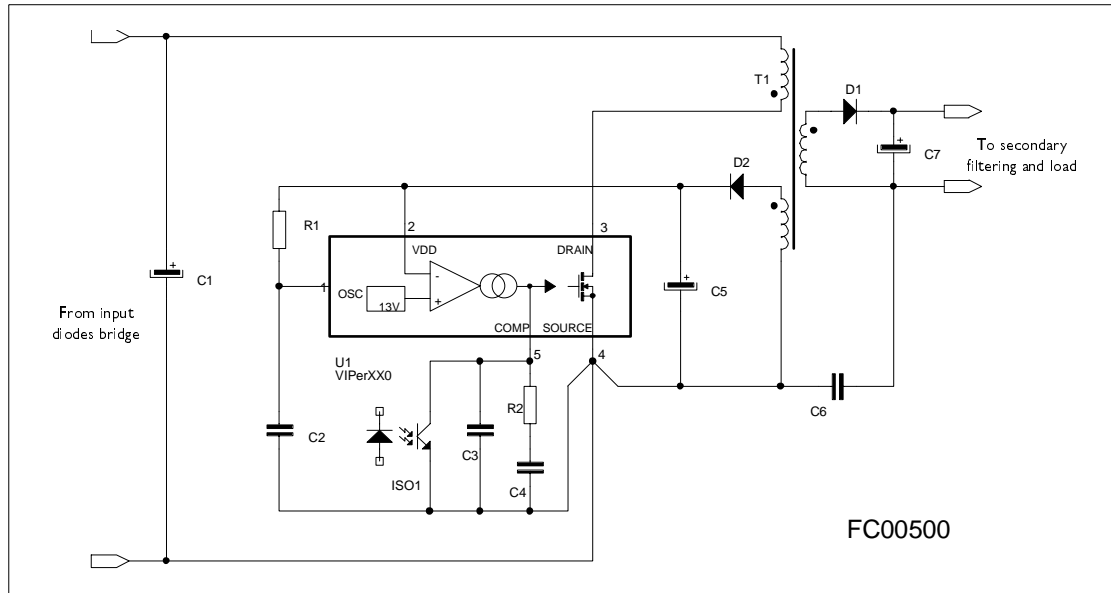 T1
D1
C7
To secondary
filtering and load
D2
R1
2
3
VDD
DRAIN
C1
1
OSC
13V
-
+
C5
From input
diodes bridge
COMP
SOURCE
U1
VIPerXX0
5
4
R2
C6
C2
C3
ISO1
C4
FC00500
+
+
+